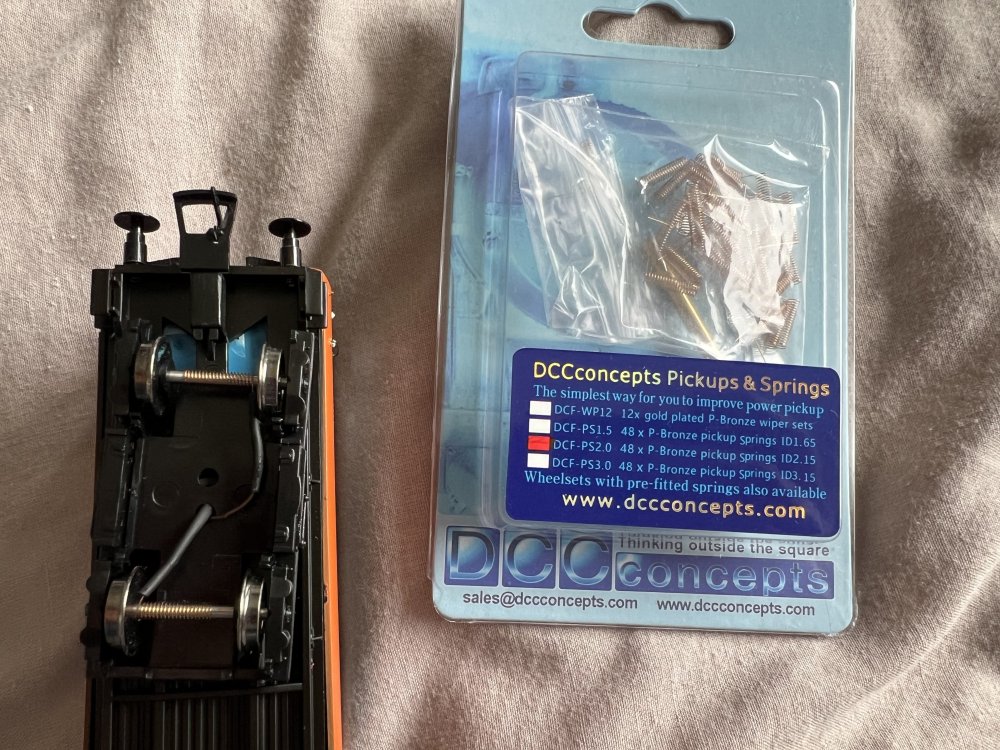 DCCconcepts Pickups & Springs
The simplest way for you to improve power pickup
DCF-WP12 12x gold plated P-Bronze wiper sets
DCF-PS1.5 48 x P-Bronze pickup springs ID1.65
DCF-PS2.0 48 x P-Bronze pickup springs ID2.15
DCF-PS3.0 48 x P-Bronze pickup springs ID3.15
Wheelsets with pre-fitted springs also available
www.dccconcepts.com
Thinking outside the square
DCCconcepts
sales@dccconcepts.com www.dccconcepts.com